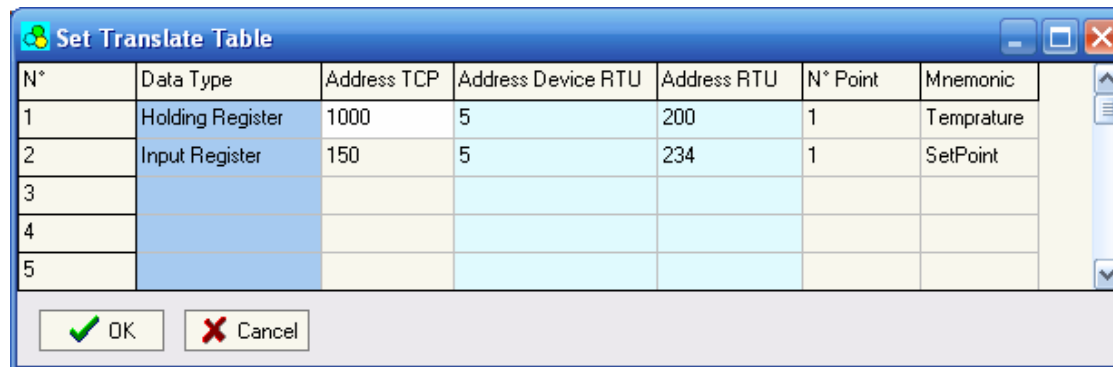 Set Translate Table
N° Data Type Address TCP Address Device RTU Address RTU N° Point Mnemonic
1 Holding Register 1000 5 200 1 Temprature
2 Input Register 150 5 234 1 SetPoint
3
4
5
OK Cancel